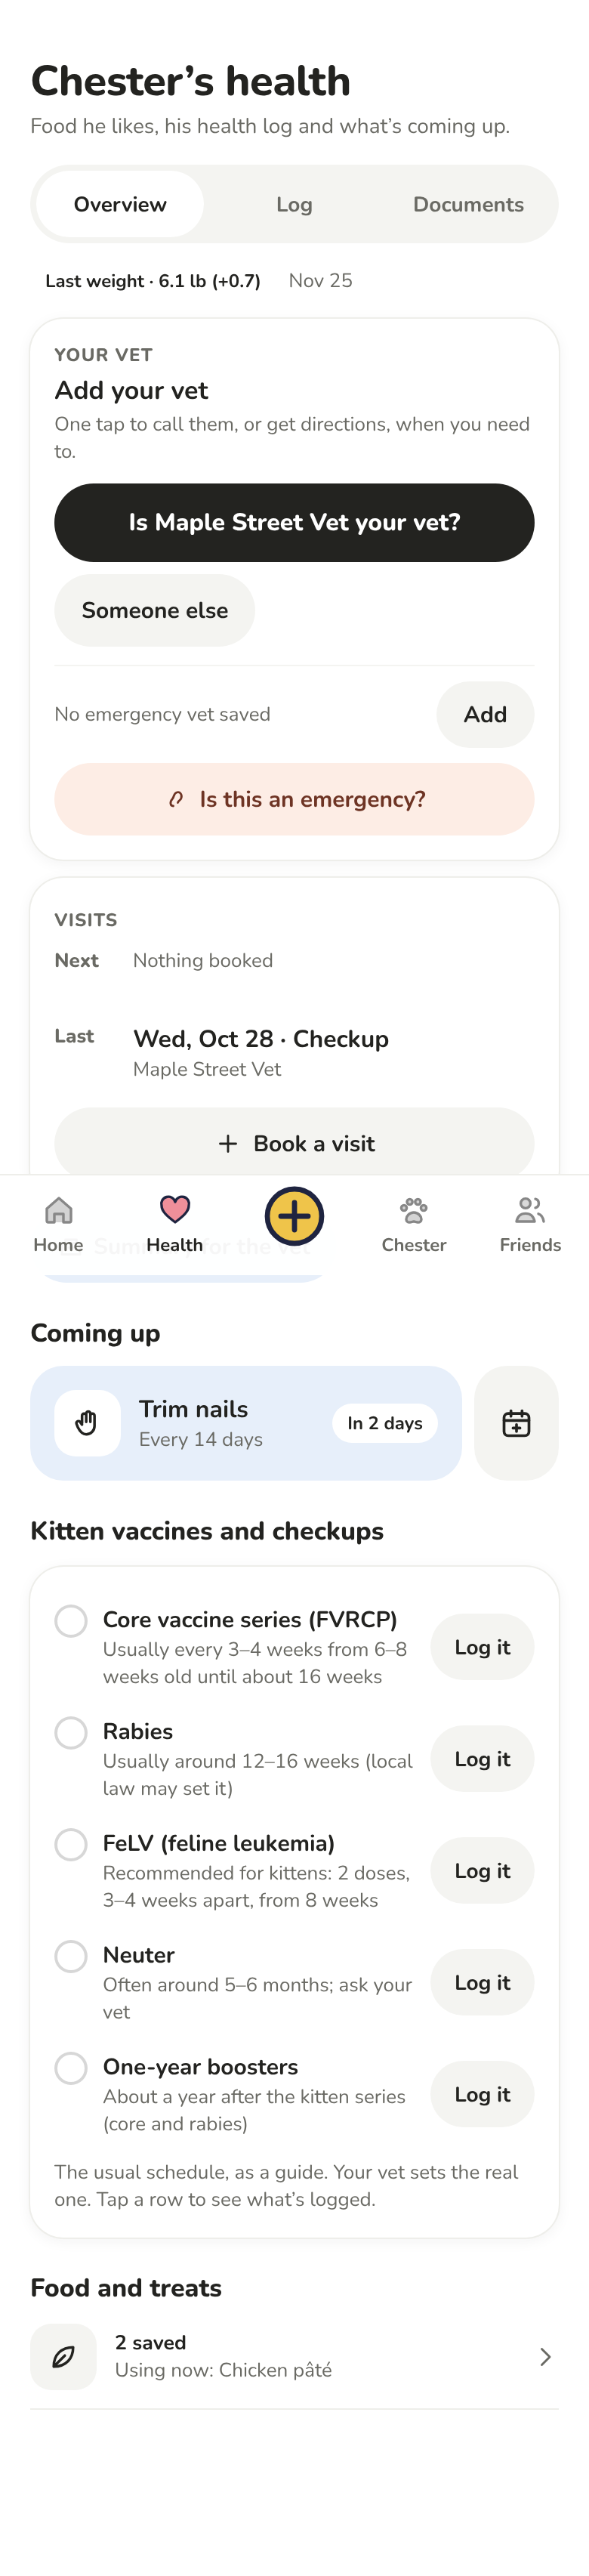 Chester’s health
Food he likes, his health log and what’s coming up.
Overview
Log
Documents
Last weight · 6.1 lb (+0.7)
Nov 25
YOUR VET
Add your vet
One tap to call them, or get directions, when you need
to.
Is Maple Street Vet your vet?
Someone else
No emergency vet saved
Add
Is this an emergency?
VISITS
Next
Nothing booked
Last
Wed, Oct 28 · Checkup
Maple Street Vet
Book a visit
Home
Health
Chester
Friends
for the vet
Coming up
Trim nails
Every 14 days
In 2 days
Kitten vaccines and checkups
Core vaccine series (FVRCP)
Usually every 3–4 weeks from 6–8
weeks old until about 16 weeks
Log it
Rabies
Usually around 12–16 weeks (local
law may set it)
Log it
FeLV (feline leukemia)
Recommended for kittens: 2 doses,
3–4 weeks apart, from 8 weeks
Log it
Neuter
Often around 5–6 months; ask your
vet
Log it
One-year boosters
About a year after the kitten series
(core and rabies)
Log it
The usual schedule, as a guide. Your vet sets the real
one. Tap a row to see what’s logged.
Food and treats
2 saved
Using now: Chicken pâté